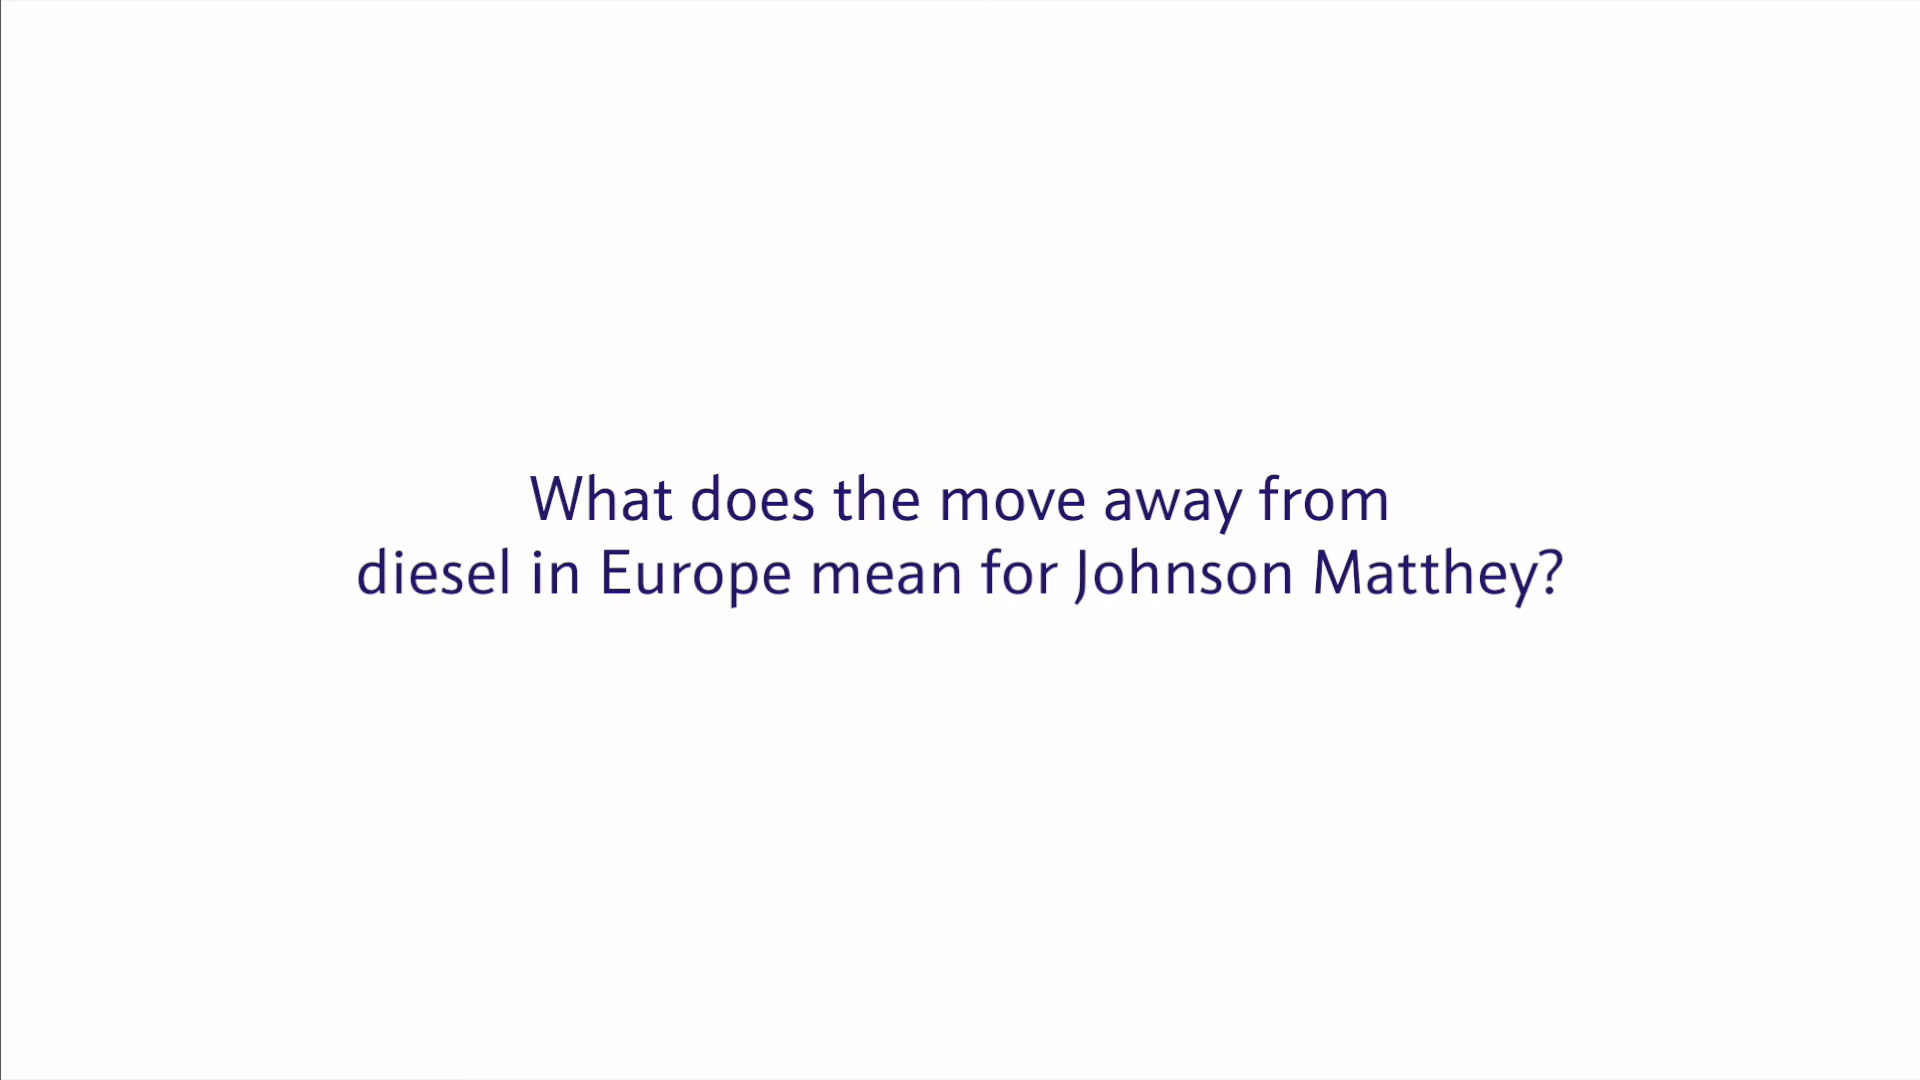 What does the move away from
diesel in Europe mean for Johnson Matthey?